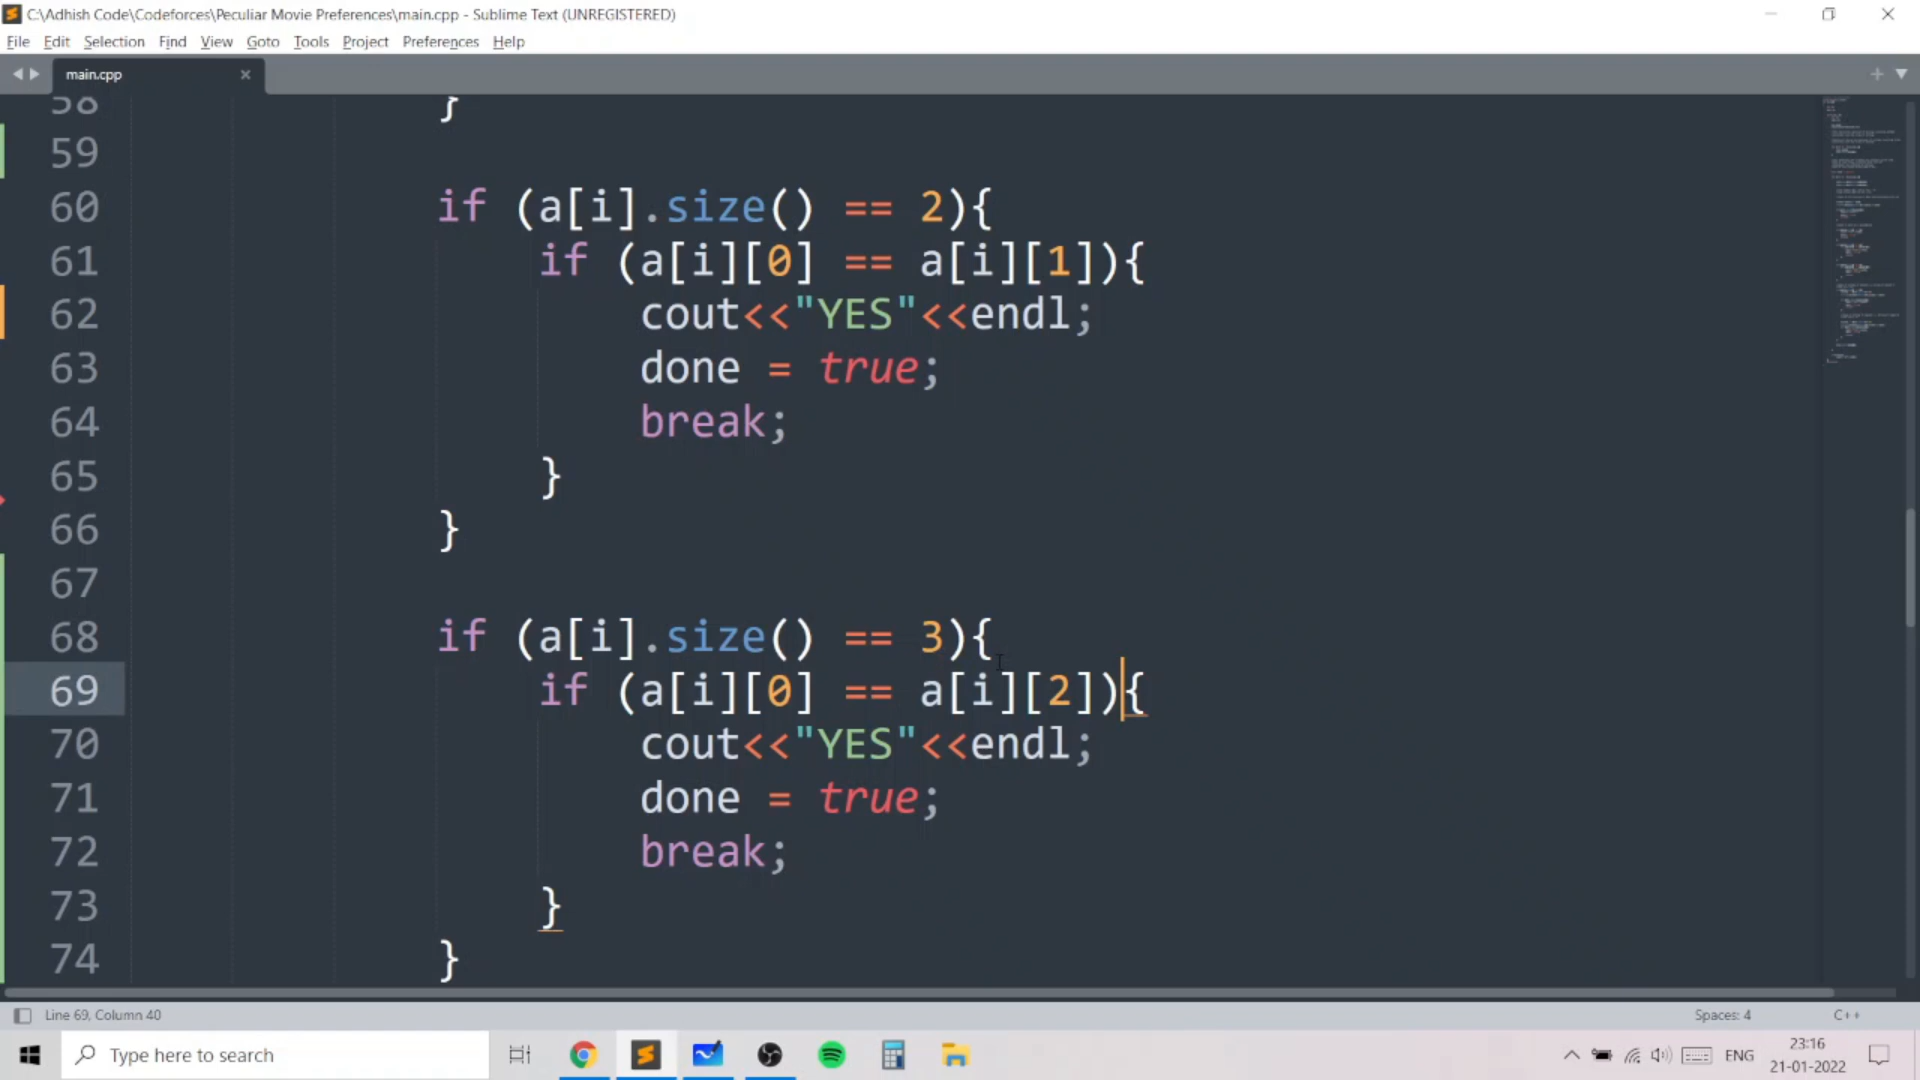 C:\Adhish Code\Codeforces\Peculiar Movie Preferences\main.cpp - Sublime Text (UNREGISTERED)
File Edit Selection Find View Goto Tools Project Preferences Help
main.cpp
58 }
59
60 if (a[i].size() == 2){
61 if (a[i][0] == a[i][1]){
62 cout<<"YES"<<endl;
63 done = true;
64 break;
65 }
66 }
67
68 if (a[i].size() == 3){
69 if (a[i][0] == a[i][2]){
70 cout<<"YES"<<endl;
71 done = true;
72 break;
73 }
74 }
Line 69, Column 40 Spaces: 4 C++
Type here to search ENG 23:16
21-01-2022